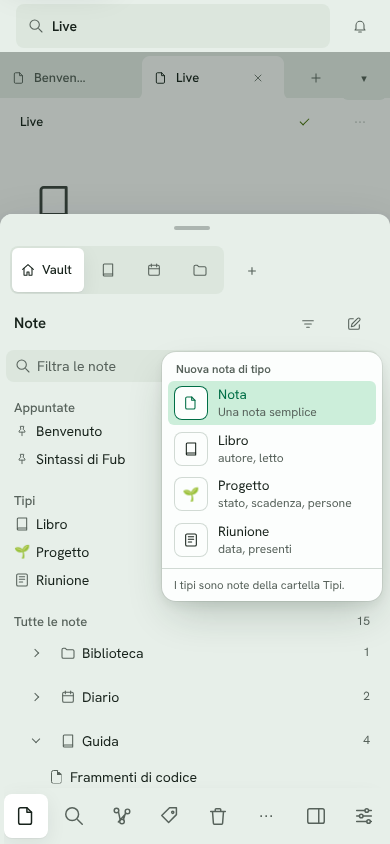 Live
Benven...
Live
Live
Vault
Note
Filtra le note
Nuova nota di tipo
Nota
Una nota semplice
Libro
autore, letto
Progetto
stato, scadenza, persone
Riunione
data, presenti
I tipi sono note della cartella Tipi.
Appuntate
Benvenuto
Sintassi di Fub
Tipi
Libro
Progetto
Riunione
Tutte le note 15
Biblioteca 1
Diario 2
Guida 4
Frammenti di codice